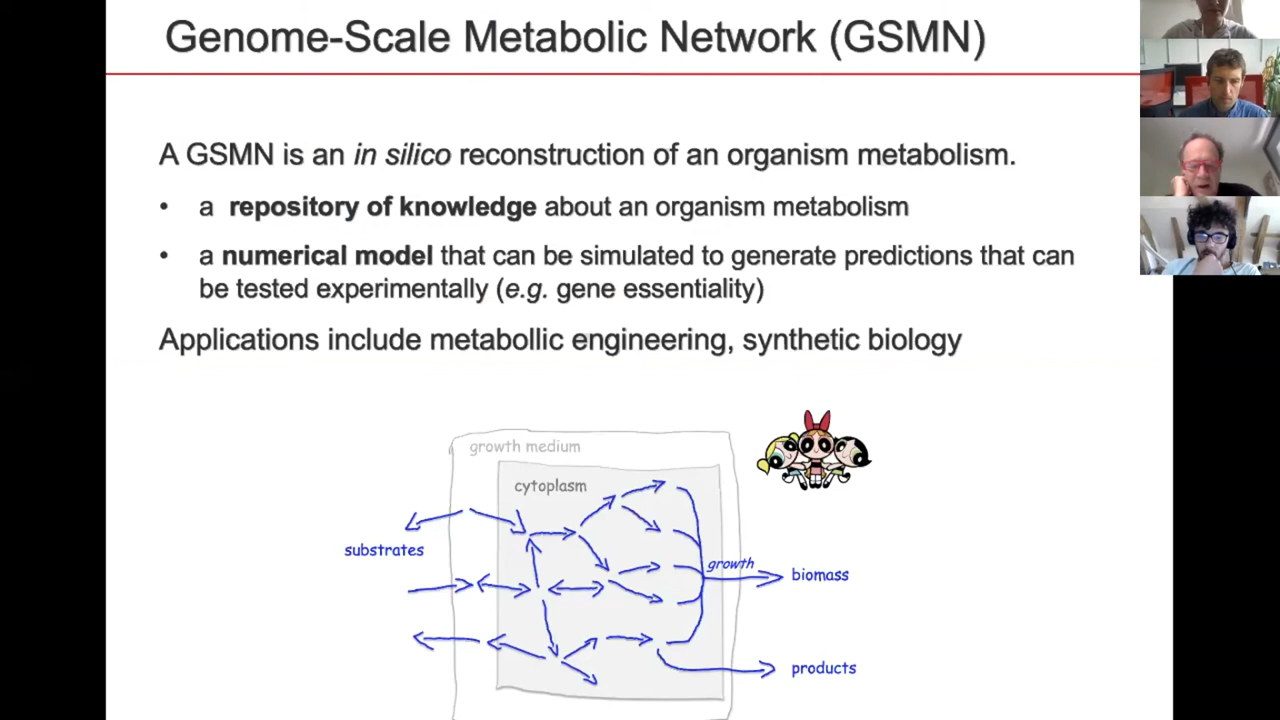 Genome-Scale Metabolic Network (GSMN)
A GSMN is an in silico reconstruction of an organism metabolism.
• a repository of knowledge about an organism metabolism
• a numerical model that can be simulated to generate predictions that can
be tested experimentally (e.g. gene essentiality)
Applications include metabollic engineering, synthetic biology
growth medium
cytoplasm
substrates
growth
biomass
products